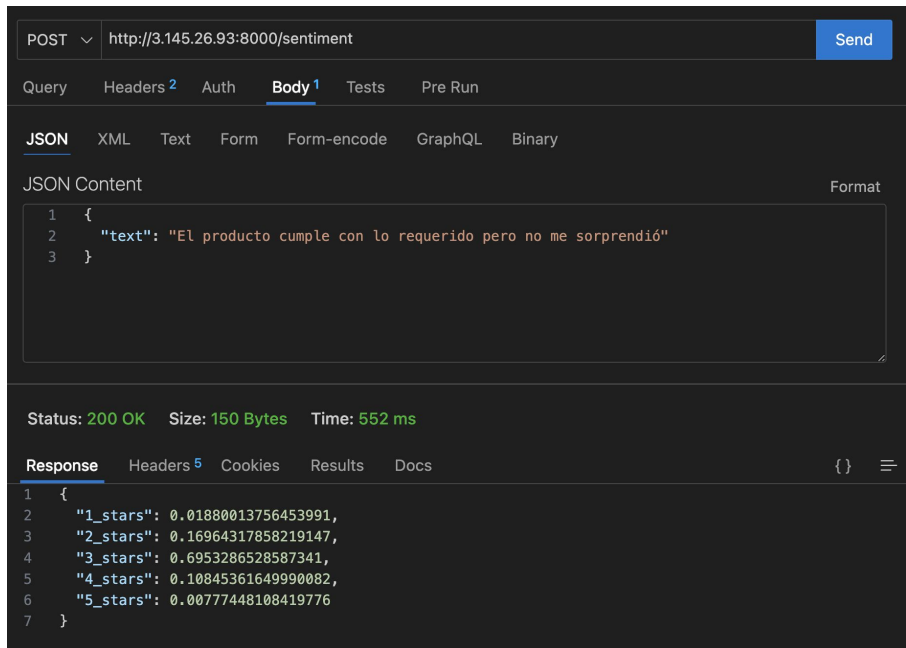 POST http://3.145.26.93:8000/sentiment Send
Query Headers 2 Auth Body 1 Tests Pre Run
JSON XML Text Form Form-encode GraphQL Binary
JSON Content Format
1 {
2 "text": "El producto cumple con lo requerido pero no me sorprendió"
3 }
Status: 200 OK Size: 150 Bytes Time: 552 ms
Response Headers 5 Cookies Results Docs {}
1 {
2 "1_stars": 0.01880013756453991,
3 "2_stars": 0.16964317858219147,
4 "3_stars": 0.6953286528587341,
5 "4_stars": 0.10845361649990082,
6 "5_stars": 0.00777448108419776
7 }